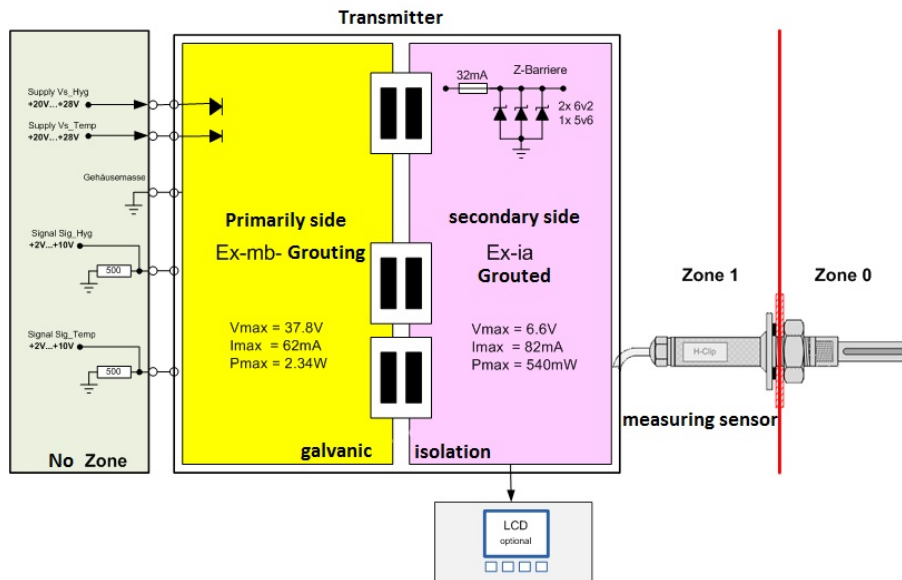 Transmitter
Supply Vs_Hyg
+20V...+28V
Supply Vs_Temp
+20V...+28V
Gehäusemasse
Signal Sig_Hyg
+2V...+10V
500
Signal Sig_Temp
+2V...+10V
500
No Zone
Primarily side
Ex-mb- Grouting
Vmax = 37.8V
Imax = 62mA
Pmax = 2.34W
galvanic isolation
32mA
Z-Barriere
2x 6v2
1x 5v6
secondary side
Ex-ia
Grouted
Vmax = 6.6V
Imax = 82mA
Pmax = 540mW
Zone 1
Zone 0
H-Clip
measuring sensor
LCD
optional